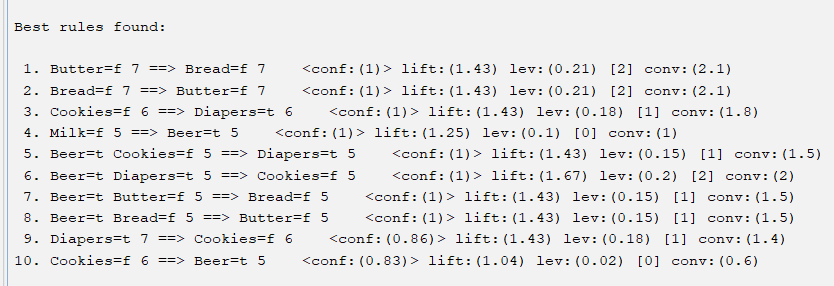 Best rules found:
1. Butter=f 7 ==> Bread=f 7    <conf:(1)> lift:(1.43) lev:(0.21) [2] conv:(2.1)
2. Bread=f 7 ==> Butter=f 7    <conf:(1)> lift:(1.43) lev:(0.21) [2] conv:(2.1)
3. Cookies=f 6 ==> Diapers=t 6    <conf:(1)> lift:(1.43) lev:(0.18) [1] conv:(1.8)
4. Milk=f 5 ==> Beer=t 5    <conf:(1)> lift:(1.25) lev:(0.1) [0] conv:(1)
5. Beer=t Cookies=f 5 ==> Diapers=t 5    <conf:(1)> lift:(1.43) lev:(0.15) [1] conv:(1.5)
6. Beer=t Diapers=t 5 ==> Cookies=f 5    <conf:(1)> lift:(1.67) lev:(0.2) [2] conv:(2)
7. Beer=t Butter=f 5 ==> Bread=f 5    <conf:(1)> lift:(1.43) lev:(0.15) [1] conv:(1.5)
8. Beer=t Bread=f 5 ==> Butter=f 5    <conf:(1)> lift:(1.43) lev:(0.15) [1] conv:(1.5)
9. Diapers=t 7 ==> Cookies=f 6    <conf:(0.86)> lift:(1.43) lev:(0.18) [1] conv:(1.4)
10. Cookies=f 6 ==> Beer=t 5    <conf:(0.83)> lift:(1.04) lev:(0.02) [0] conv:(0.6)